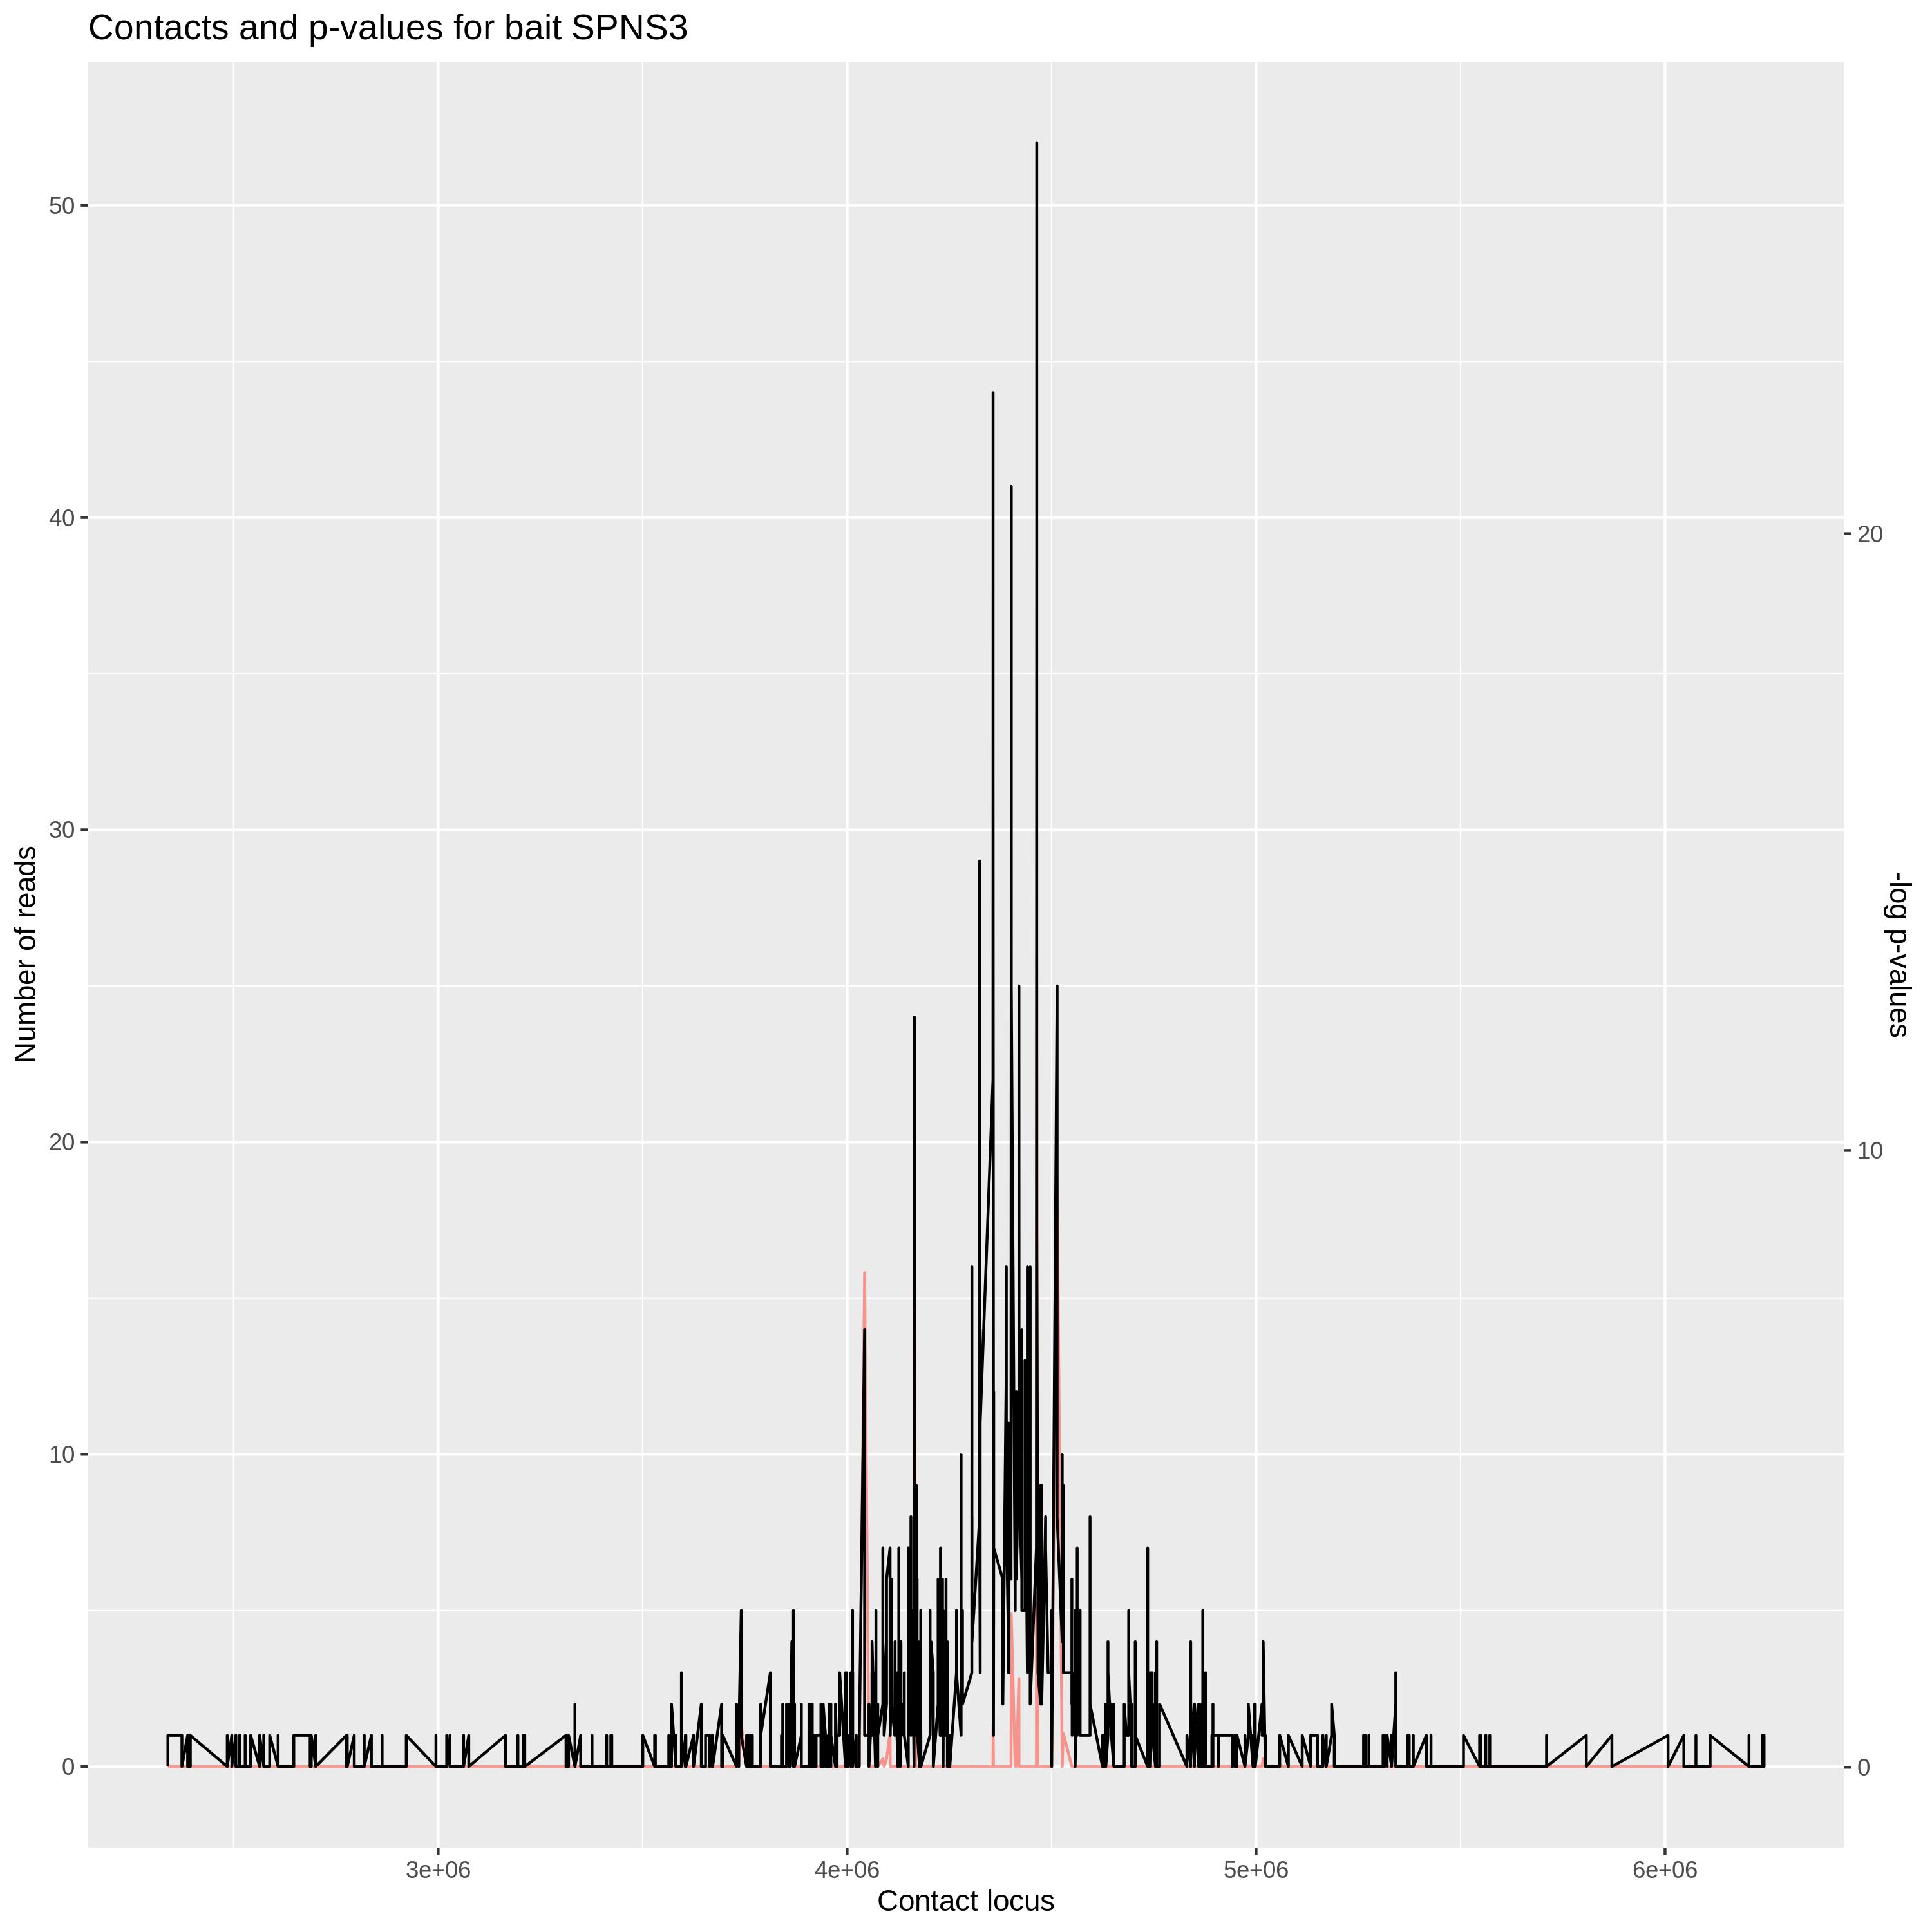 Contacts and p-values for bait SPNS3
50
40
30
20
10
0
Number of reads
20
10
0
-log p-values
3e+06
4e+06
5e+06
6e+06
Contact locus